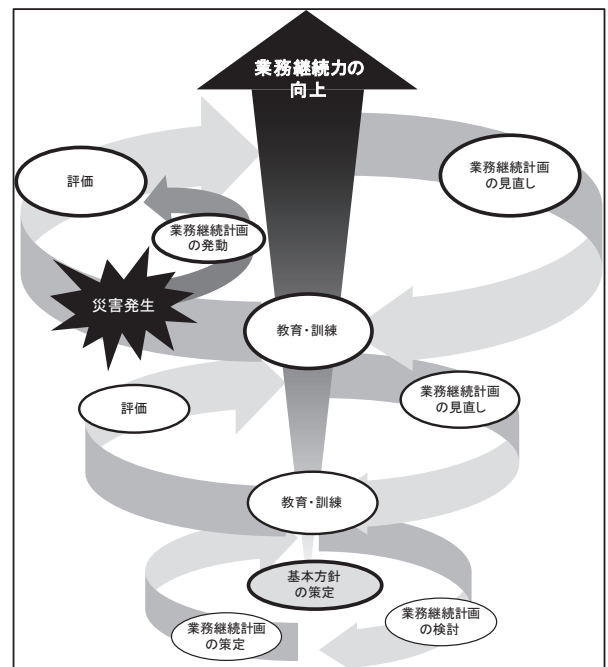 業務継続力の
向上
評価
業務継続計画
の見直し
業務継続計画
の発動
災害発生
教育・訓練
評価
業務継続計画
の見直し
教育・訓練
基本方針
の策定
業務継続計画
の策定
業務継続計画
の検討